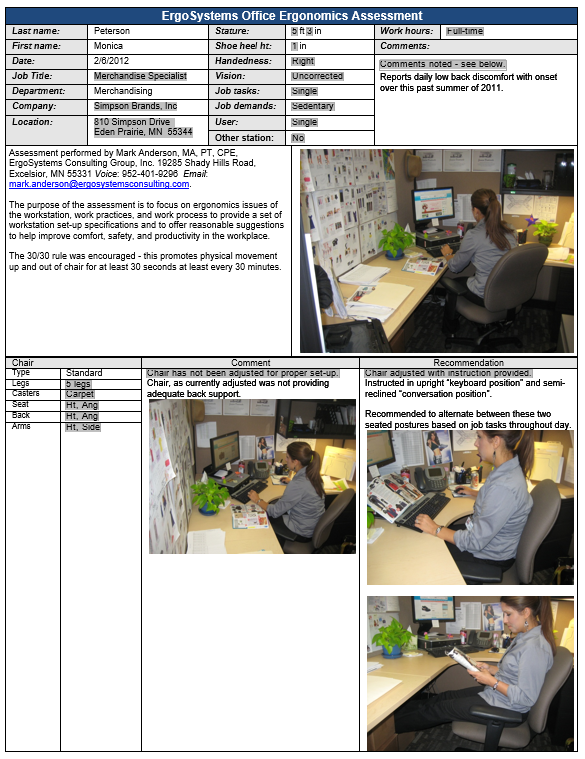 ErgoSystems Office Ergonomics Assessment
Last name: Peterson Stature: 5 ft 3 in Work hours: Full-time
First name: Monica Shoe heel ht: 1 in Comments:
Date: 2/6/2012 Handedness: Right Comments noted - see below.
Job Title: Merchandise Specialist Vision: Uncorrected Reports daily low back discomfort with onset
Department: Merchandising Job tasks: Single over this past summer of 2011.
Company: Simpson Brands, Inc Job demands: Sedentary
Location: 810 Simpson Drive User: Single
Eden Prairie, MN 55344
Other station: No
Assessment performed by Mark Anderson, MA, PT, CPE,
ErgoSystems Consulting Group, Inc. 19285 Shady Hills Road,
Excelsior, MN 55331 Voice: 952-401-9296 Email:
mark.anderson@ergosystemsconsulting.com.
The purpose of the assessment is to focus on ergonomics issues of
the workstation, work practices, and work process to provide a set of
workstation set-up specifications and to offer reasonable suggestions
to help improve comfort, safety, and productivity in the workplace.
The 30/30 rule was encouraged - this promotes physical movement
up and out of chair for at least 30 seconds at least every 30 minutes.
Chair Comment Recommendation
Type Standard Chair has not been adjusted for proper set-up. Chair adjusted with instruction provided.
Legs 5 legs Chair, as currently adjusted was not providing Instructed in upright "keyboard position" and semi-
Casters Carpet adequate back support. reclined "conversation position".
Seat Ht, Ang
Back Ht, Ang Recommended to alternate between these two
Arms Ht, Side seated postures based on job tasks throughout day.